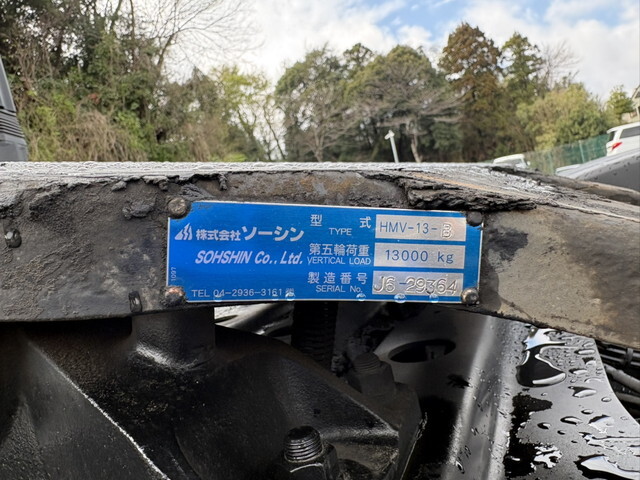 株式会社ソーシン
SOHSHIN Co., Ltd.
TEL 04-2936-3161
型式 HMV-13-B
TYPE
第五輪荷重 13000 kg
VERTICAL LOAD
製造番号 J6-29364
SERIAL No.
1007